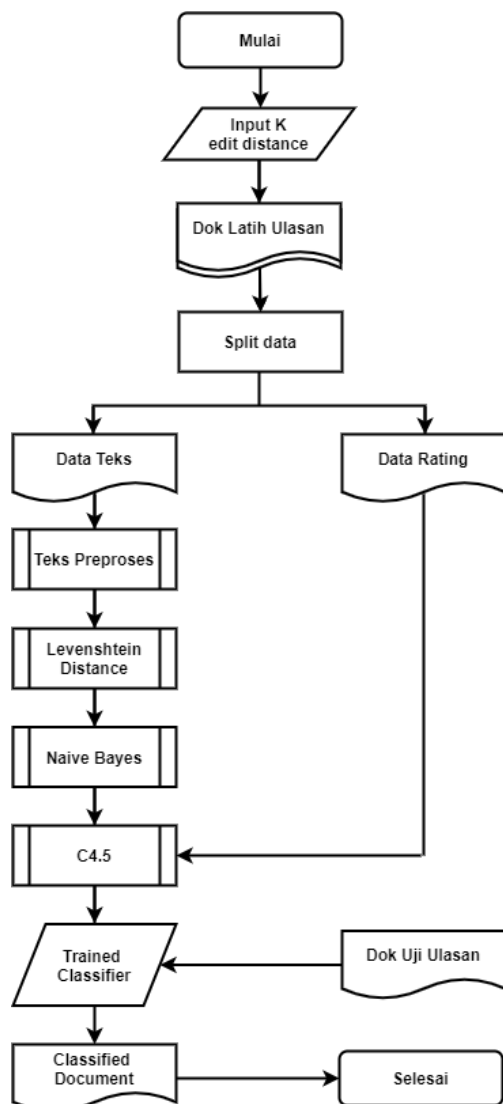 Mulai
Input K
edit distance
Dok Latih Ulasan
Split data
Data Teks
Data Rating
Teks Preproses
Levenshtein
Distance
Naive Bayes
C4.5
Trained
Classifier
Dok Uji Ulasan
Classified
Document
Selesai